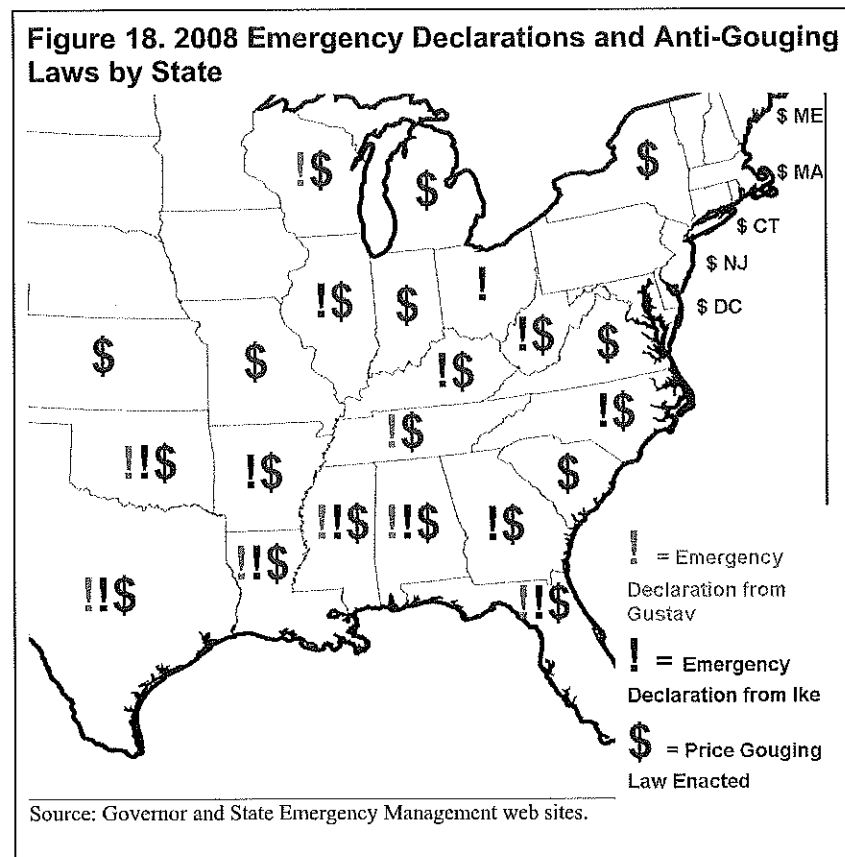 Figure 18. 2008 Emergency Declarations and Anti-Gouging
Laws by State
$ ME
!$
$
$
$ MA
$ CT
$ NJ
!$
$
!
$ DC
!$
$
$
$
!$
!$
!$
!!$
!$
$
!!$
!!$
!$
!!$
!!$
!!$
! = Emergency
Declaration from
Gustav
! = Emergency
Declaration from Ike
$ = Price Gouging
Law Enacted
Source: Governor and State Emergency Management web sites.